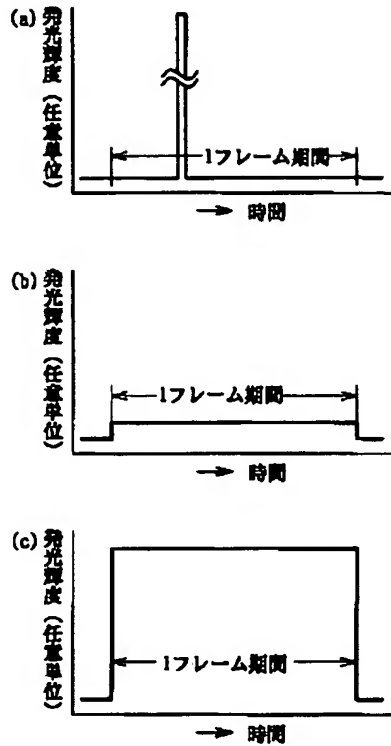 (a)
発光輝度(任意単位)
1フレーム期間
時間
(b)
発光輝度(任意単位)
1フレーム期間
時間
(c)
発光輝度(任意単位)
1フレーム期間
時間